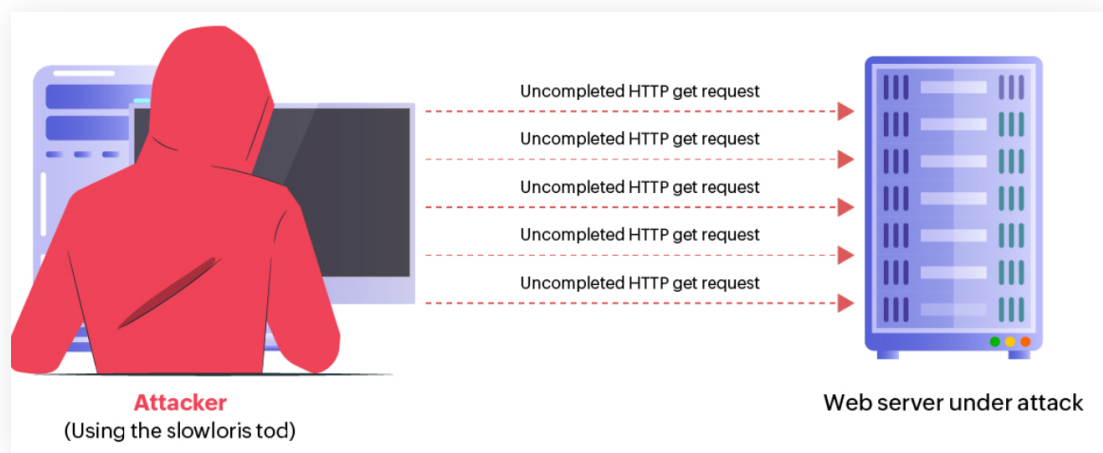 Uncompleted HTTP get request
Uncompleted HTTP get request
Uncompleted HTTP get request
Uncompleted HTTP get request
Uncompleted HTTP get request
Attacker
(Using the slowloris tod)
Web server under attack